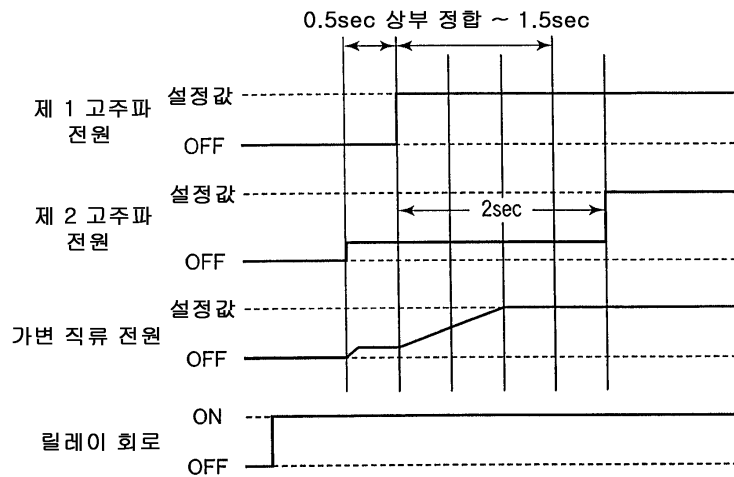 0.5sec 상부 정합 ~ 1.5sec
제 1 고주파
전원
설정값
OFF
제 2 고주파
전원
설정값
2sec
OFF
가변 직류 전원
설정값
OFF
릴레이 회로
ON
OFF